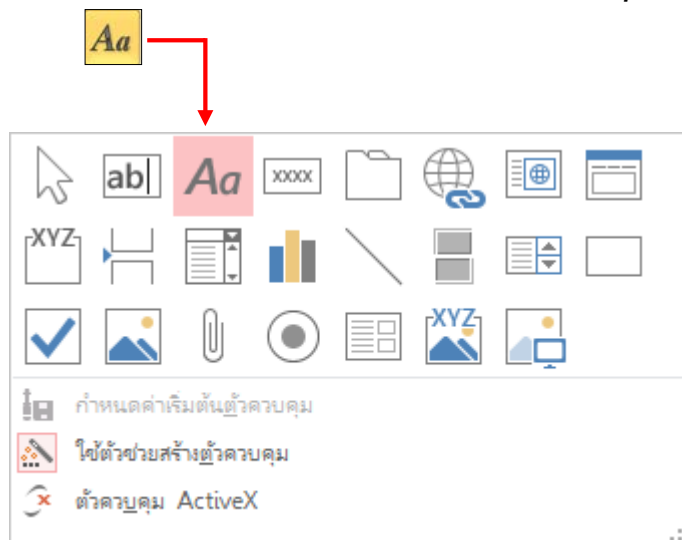 Aa
ab Aa XXXX
XYZ
XYZ
กำหนดค่าเริ่มต้นตัวควบคุม
ใช้ตัวช่วยสร้างตัวควบคุม
ตัวควบคุม ActiveX